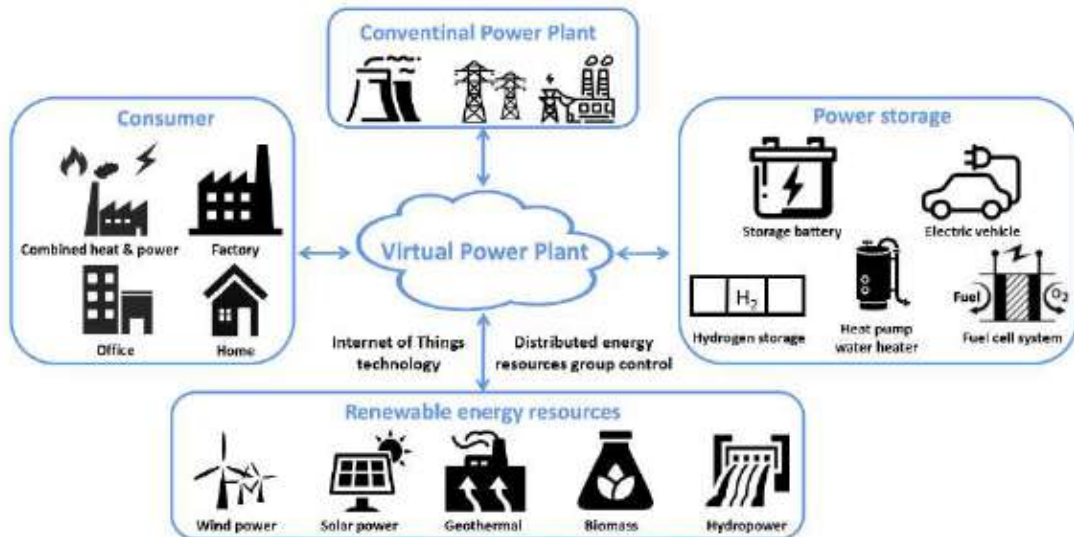 Conventinal Power Plant
Consumer
Combined heat & power
Factory
Office
Home
Virtual Power Plant
Power storage
Storage battery
Electric vehicle
H₂
Hydrogen storage
Heat pump
water heater
Fuel
O₂
Fuel cell system
Internet of Things
technology
Distributed energy
resources group control
Renewable energy resources
Wind power
Solar power
Geothermal
Biomass
Hydropower